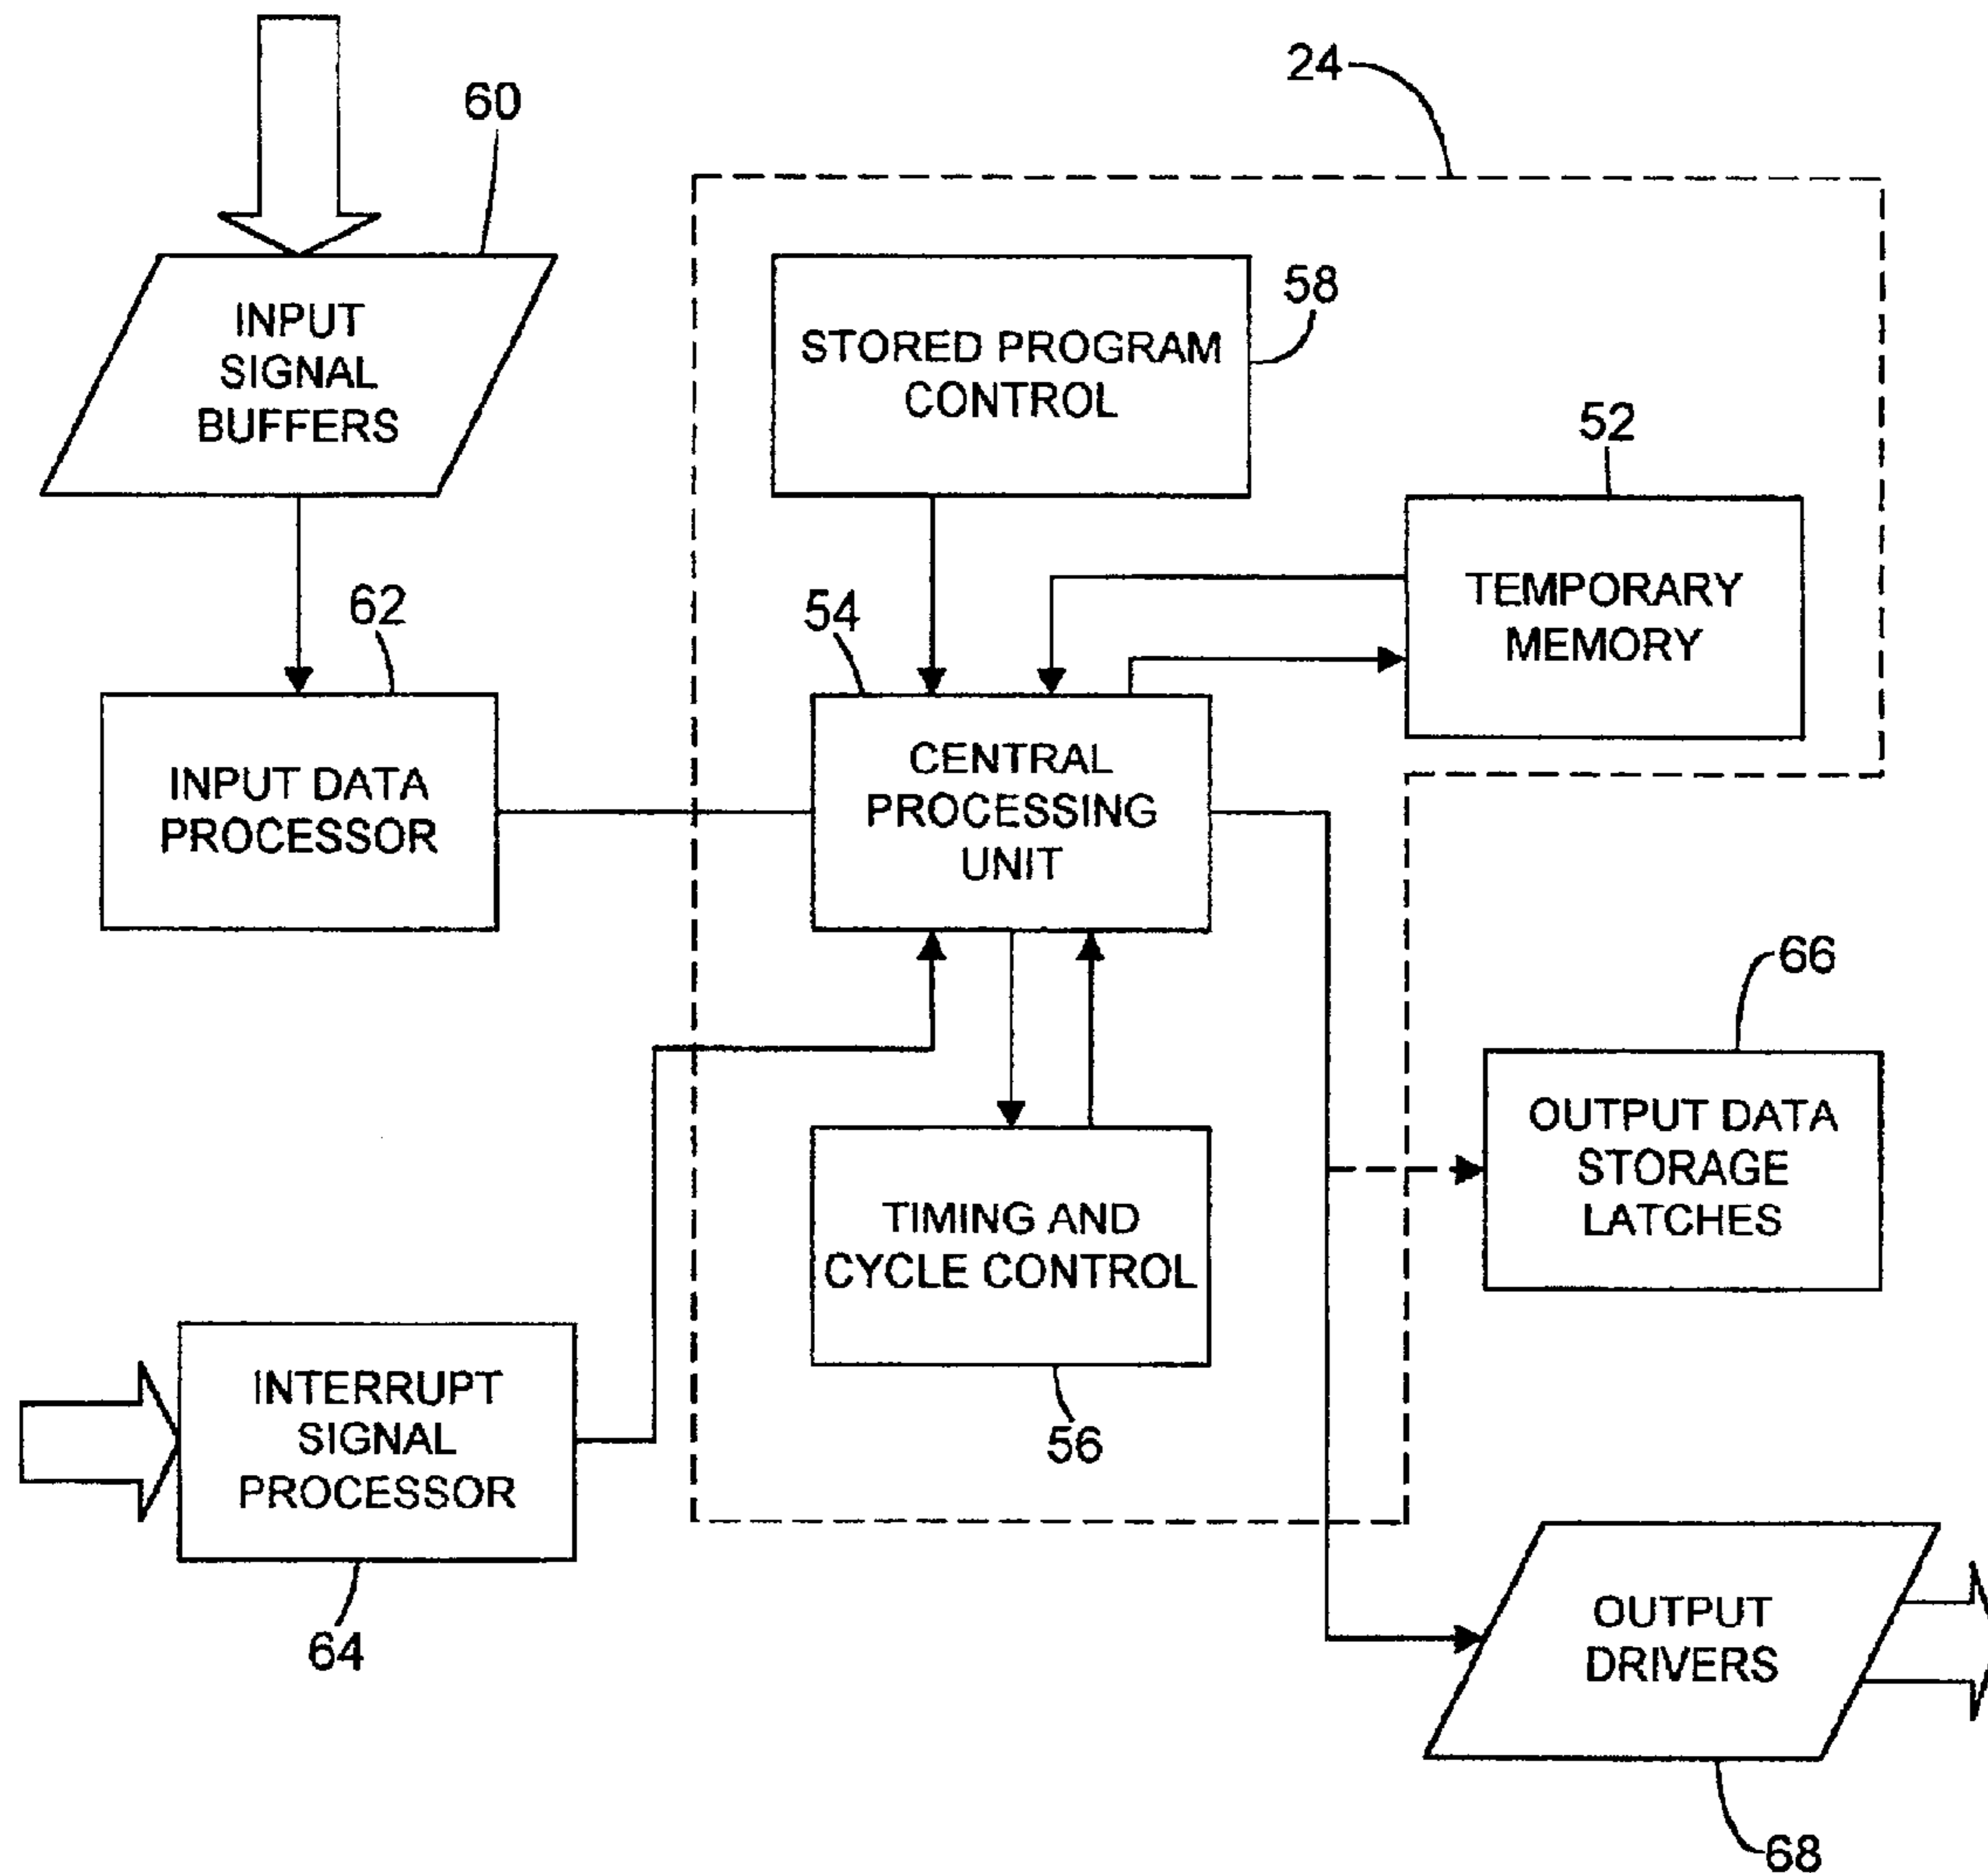 24
60
INPUT
SIGNAL
BUFFERS
58
STORED PROGRAM
CONTROL
52
TEMPORARY
MEMORY
62
INPUT DATA
PROCESSOR
54
CENTRAL
PROCESSING
UNIT
66
OUTPUT DATA
STORAGE
LATCHES
TIMING AND
CYCLE CONTROL
56
INTERRUPT
SIGNAL
PROCESSOR
64
OUTPUT
DRIVERS
68